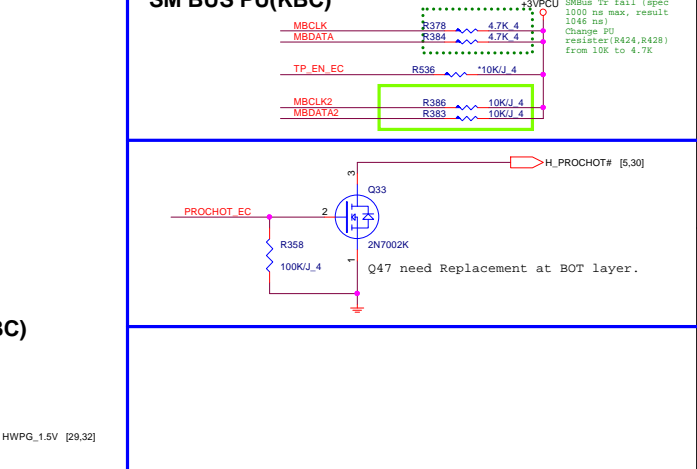 SM BUS PU(KBC)
+3VPCU
SMBus Tr fail (spec
1000 ns max, result
1046 ns)
Change PU
resister(R424,R428)
from 10K to 4.7K
MBCLK R378 4.7K_4
MBDATA R384 4.7K_4
TP_EN_EC R536 *10K/J_4
MBCLK2 R386 10K/J_4
MBDATA2 R383 10K/J_4
H_PROCHOT# [5,30]
3
Q33
PROCHOT_EC 2
R358 2N7002K
100K/J_4 1 Q47 need Replacement at BOT layer.
C)
HWPG_1.5V [29,32]